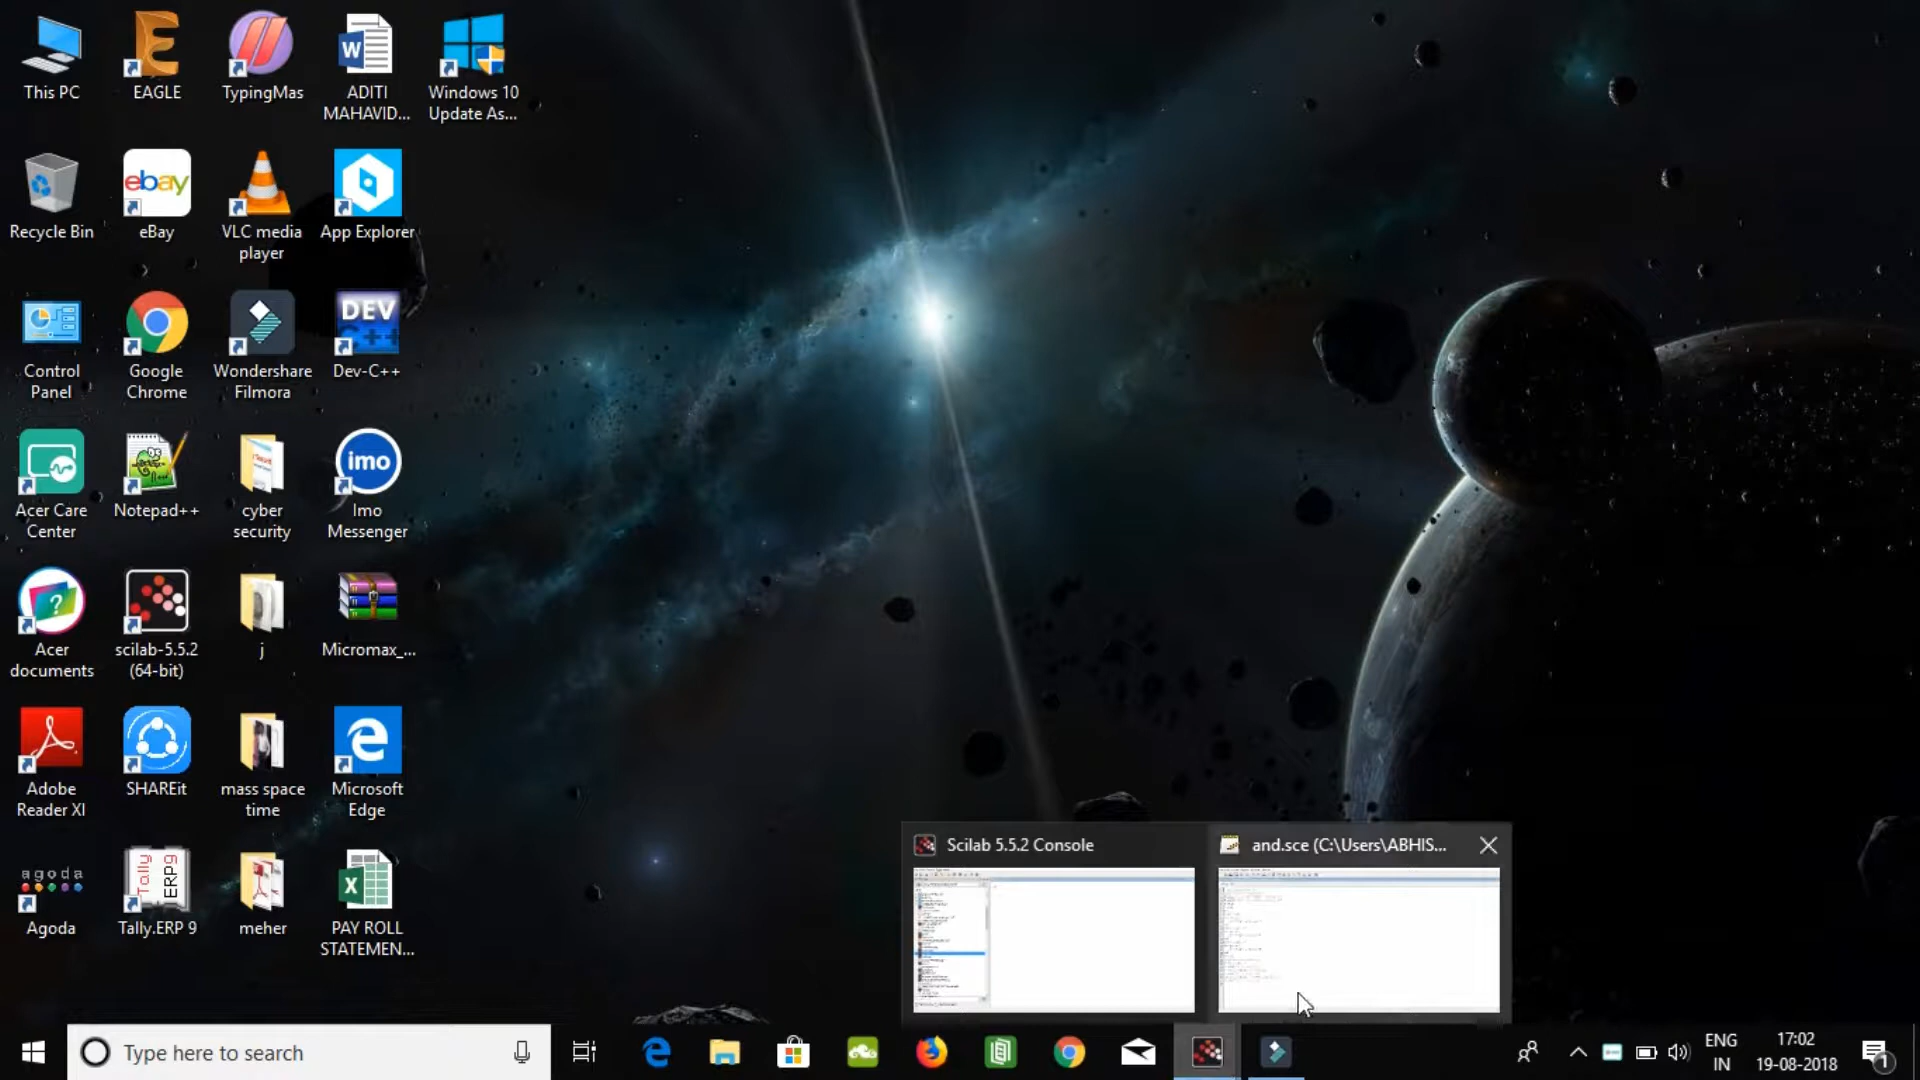 This PC
EAGLE
TypingMas
ADITI
MAHAVID...
Windows 10
Update As...
Recycle Bin
ebay
eBay
VLC media
player
App Explorer
Control
Panel
Google
Chrome
Wondershare
Filmora
DEV
C++
Dev-C++
Acer Care
Center
Notepad++
cyber
security
imo
Imo
Messenger
Acer
documents
scilab-5.5.2
(64-bit)
j
Micromax_...
Adobe
Reader XI
SHAREit
mass space
time
Microsoft
Edge
agoda
Agoda
Tally
ERP9
Tally.ERP 9
meher
PAY ROLL
STATEMEN...
Scilab 5.5.2 Console
and.sce (C:\Users\ABHIS...
Type here to search
ENG
IN
17:02
19-08-2018
1